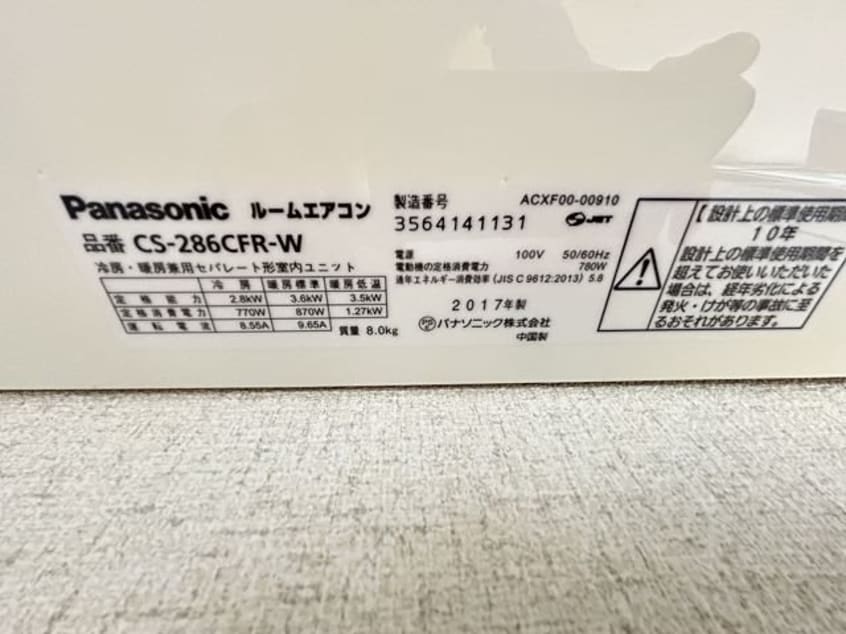 Panasonic ルームエアコン
品番 CS-286CFR-W
冷房・暖房兼用セパレート形室内ユニット
冷房 暖房標準 暖房低温
定格能力 2.8kW 3.6kW 3.5kW
定格消費電力 770W 870W 1.27kW
運転電流 8.55A 9.65A
質量 8.0kg
製造番号 ACXF00-00910
3564141131 JET
電源 100V 50/60Hz
電動機の定格消費電力 780W
通年エネルギー消費効率(JIS C 9612:2013) 5.8
2017年製
PS パナソニック株式会社
中国製
【設計上の標準使用期間
10年
設計上の標準使用期間を
超えてお使いいただいた
場合は、経年劣化による
発火・けが等の事故に至
るおそれがあります。